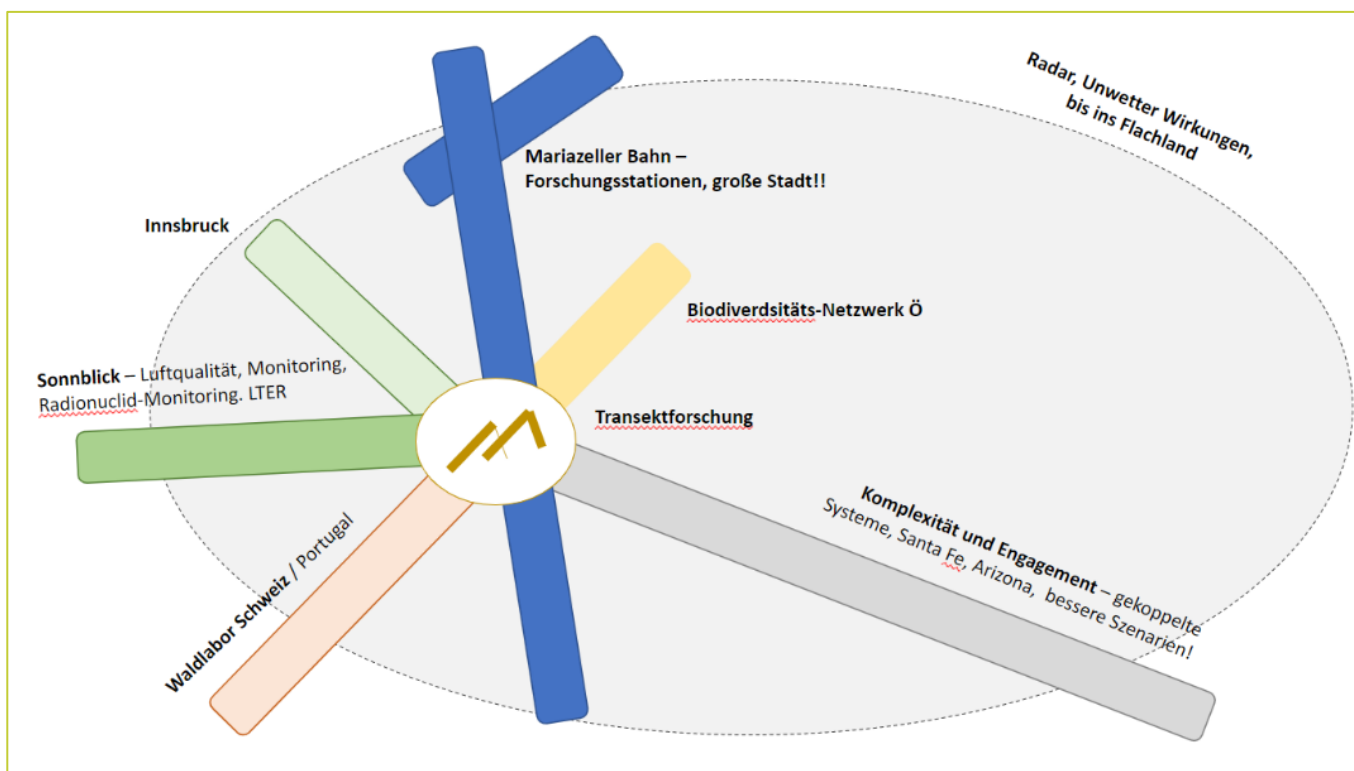 Radar, Unwetter Wirkungen,
bis ins Flachland
Mariazeller Bahn –
Forschungsstationen, große Stadt!!
Innsbruck
Biodiverdsitäts-Netzwerk Ö
Sonnblick – Luftqualität, Monitoring,
Radionuclid-Monitoring. LTER
Transektforschung
Waldlabor Schweiz / Portugal
Komplexität und Engagement – gekoppelte
Systeme, Santa Fe, Arizona, bessere Szenarien!